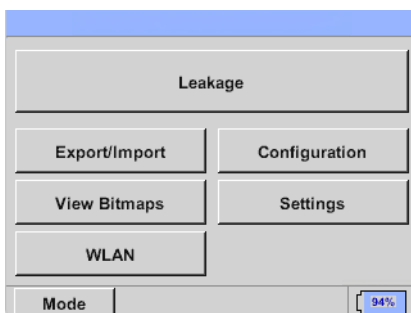 Leakage
Export/Import Configuration
View Bitmaps Settings
WLAN
Mode 94%